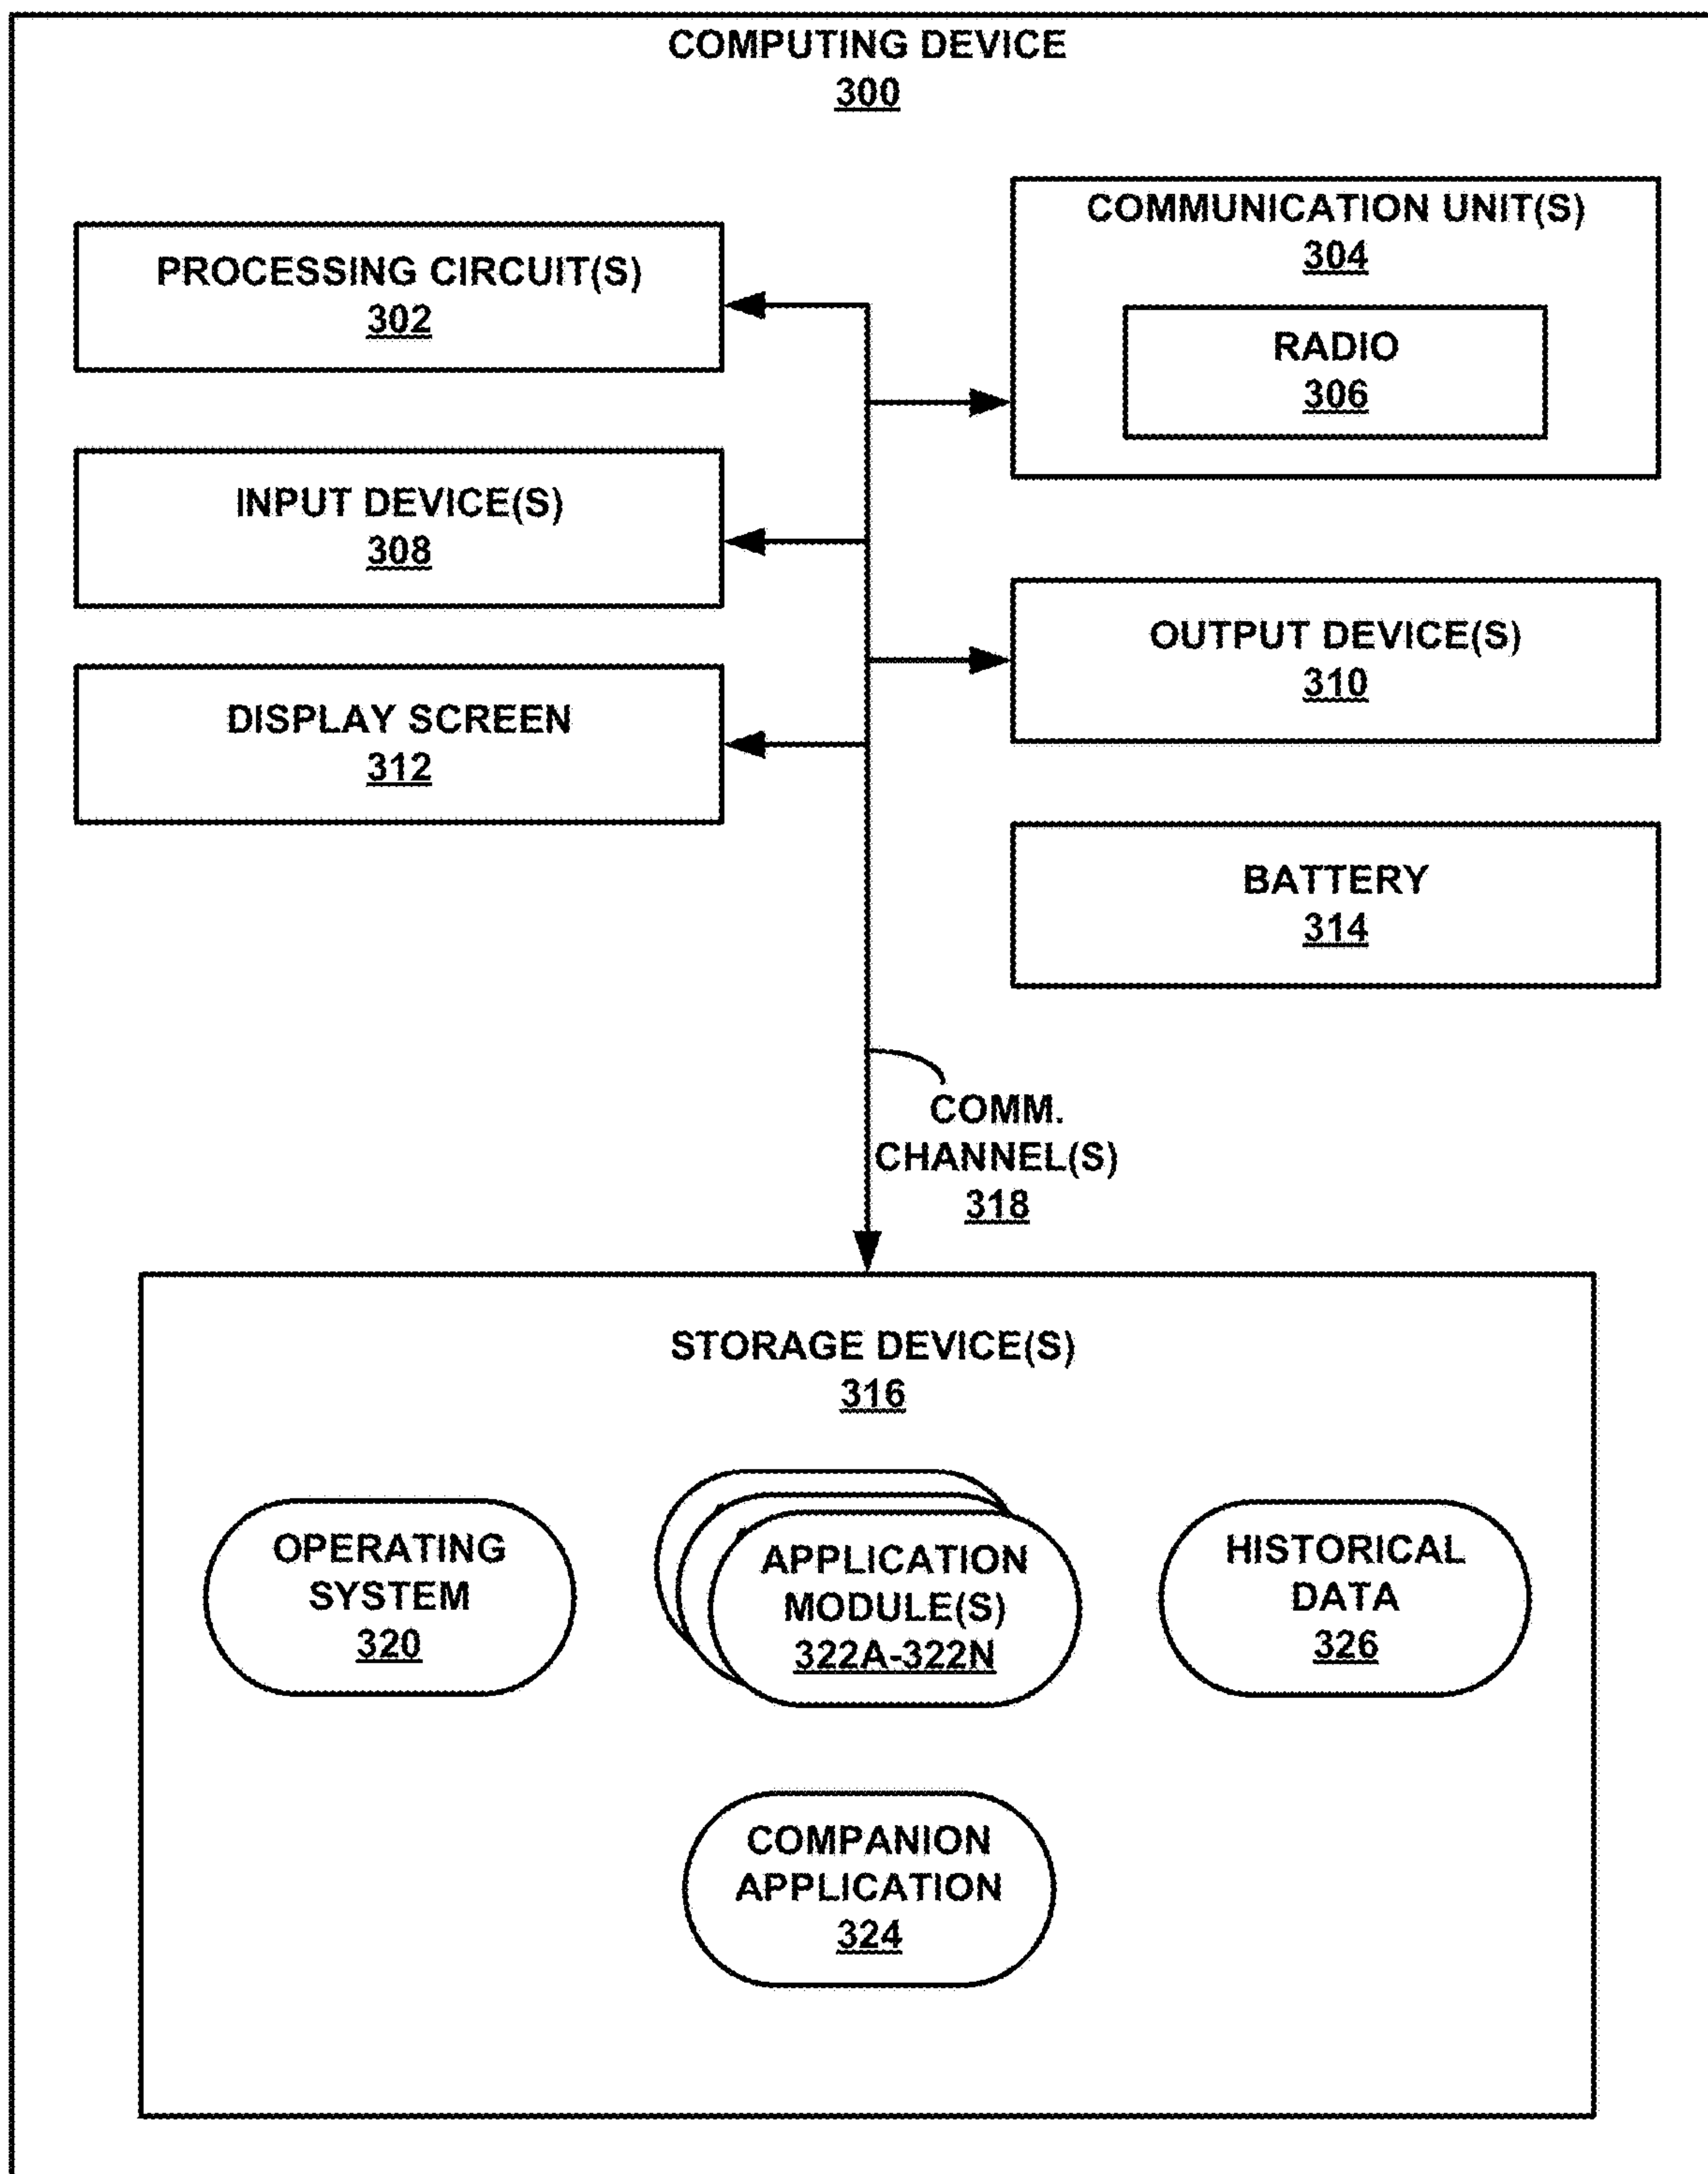 COMPUTING DEVICE
300
PROCESSING CIRCUIT(S)
302
COMMUNICATION UNIT(S)
304
RADIO
306
INPUT DEVICE(S)
308
OUTPUT DEVICE(S)
310
DISPLAY SCREEN
312
BATTERY
314
COMM.
CHANNEL(S)
318
STORAGE DEVICE(S)
316
OPERATING
SYSTEM
320
APPLICATION
MODULE(S)
322A-322N
HISTORICAL
DATA
326
COMPANION
APPLICATION
324